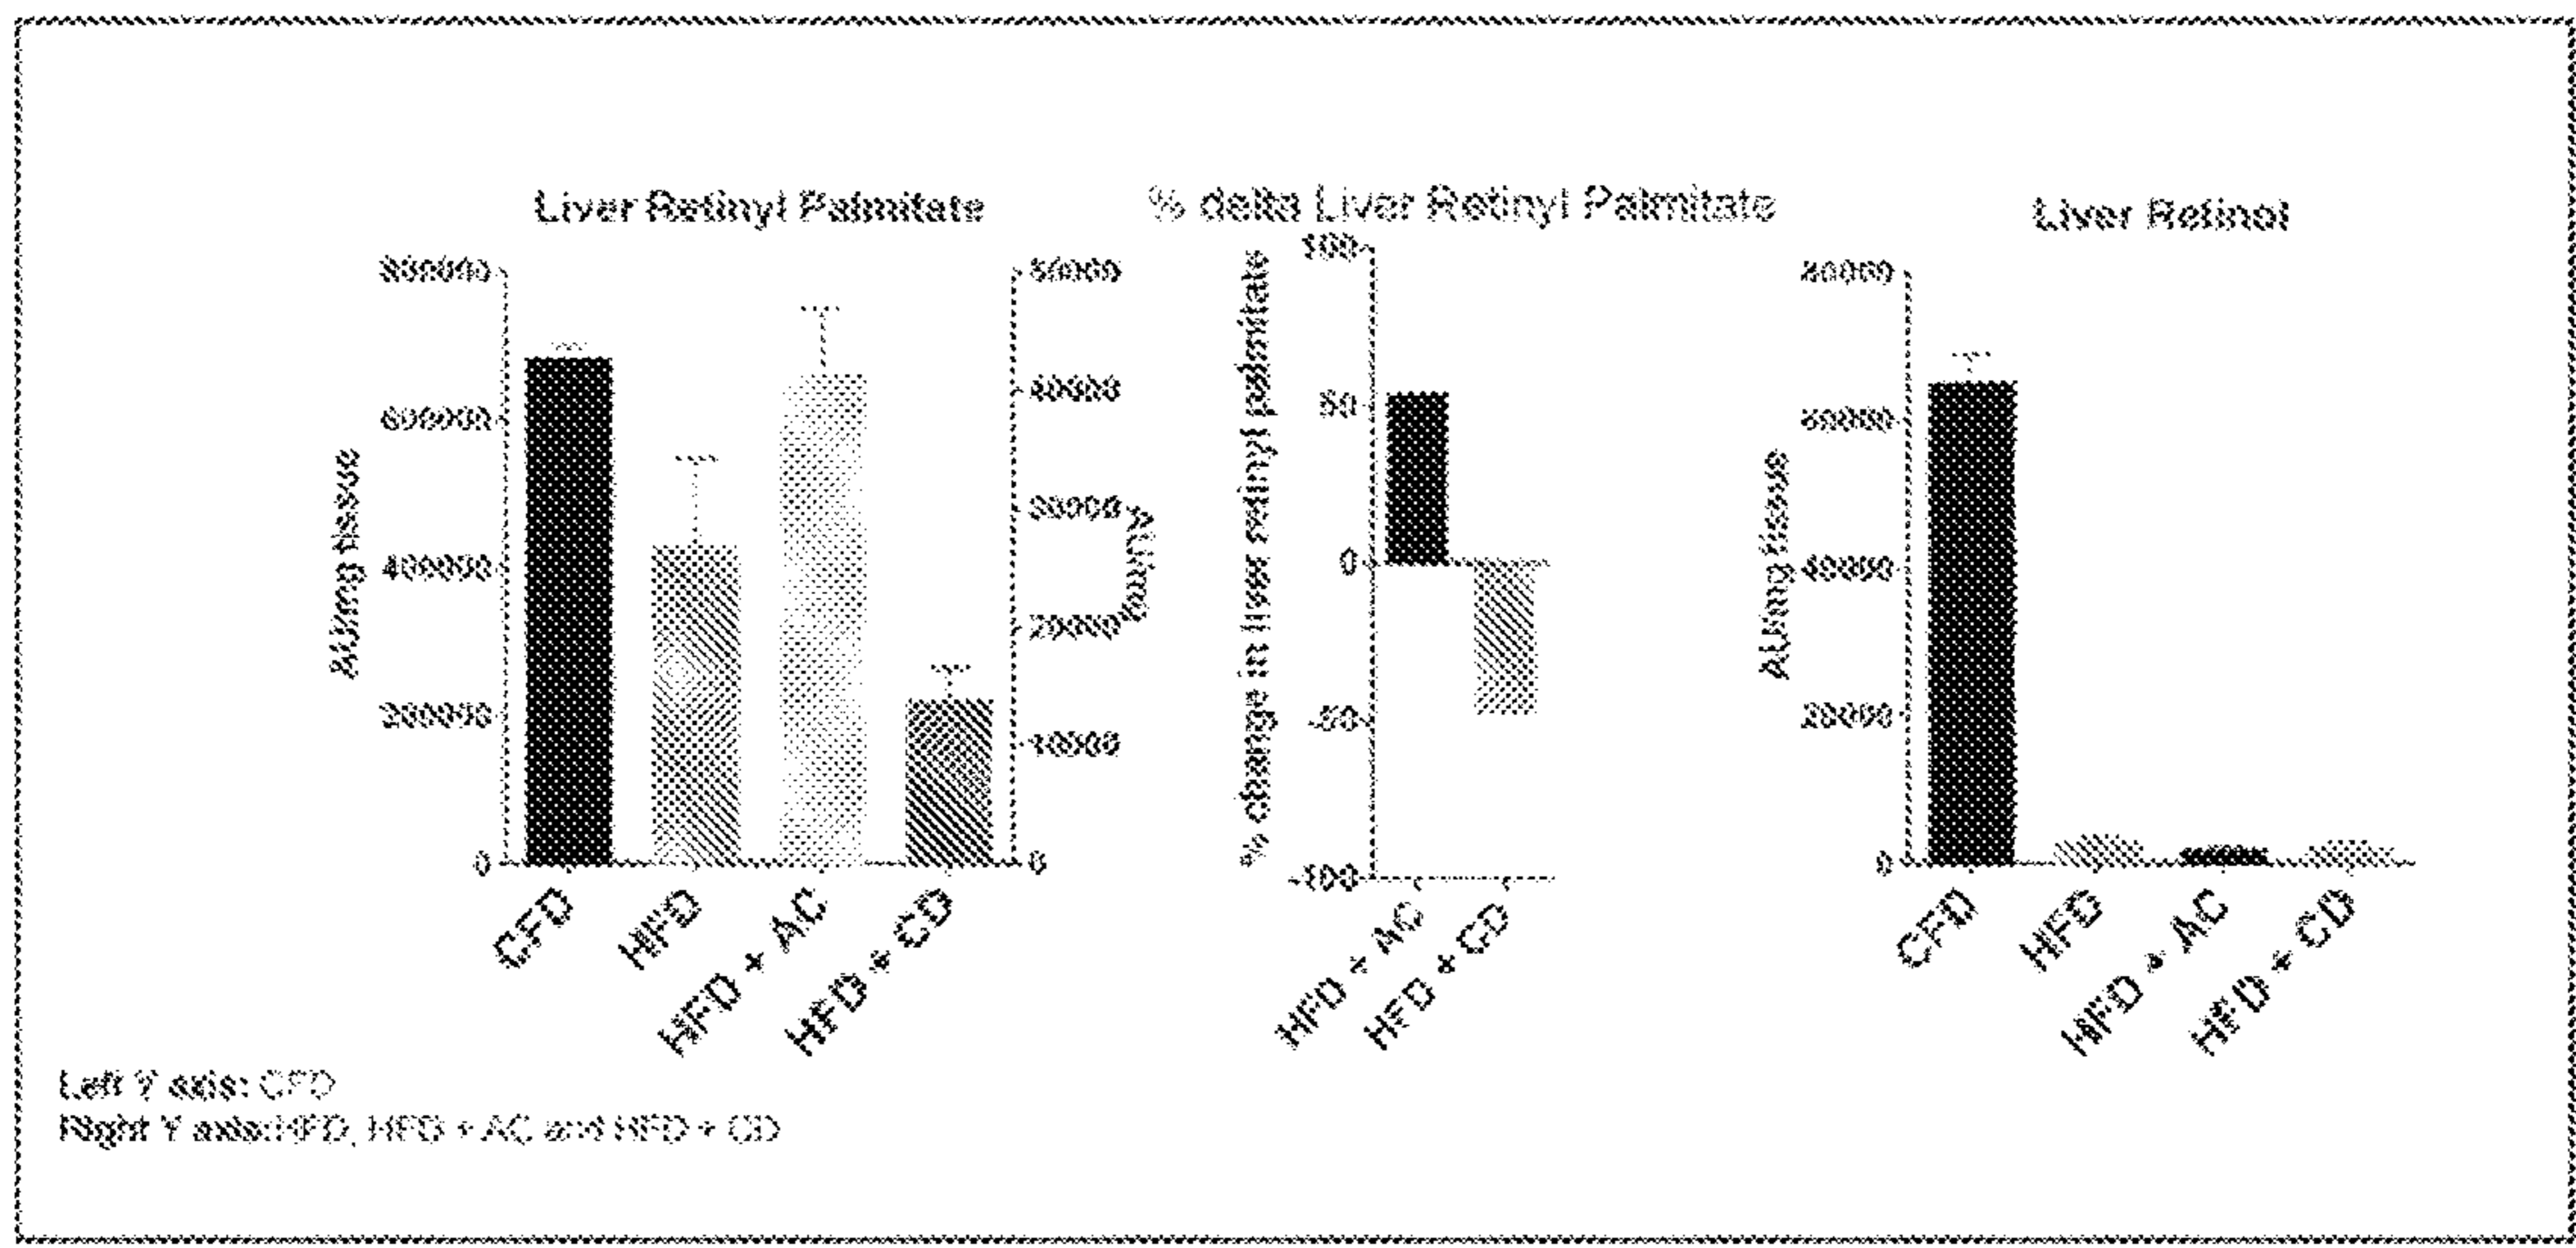 Liver Retinyl Palmitate
800000
600000
400000
200000
0
AU/mg tissue
50000
40000
30000
20000
10000
0
AU/mg
CFD
HFD
HFD + AC
HFD + CD
% delta Liver Retinyl Palmitate
% change in liver retinyl palmitate
100
50
0
-50
-100
HFD + AC
HFD + CD
Liver Retinol
AU/mg tissue
80000
60000
40000
20000
0
CFD
HFD
HFD + AC
HFD + CD
Left Y axis: CFD
Right Y axis:HFD, HFD + AC and HFD + CD